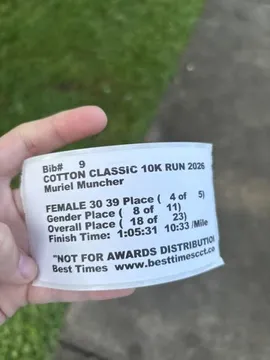 Bib# 9
COTTON CLASSIC 10K RUN 2026
Muriel Muncher
FEMALE 30 39 Place ( 4 of 5)
Gender Place ( 8 of 11)
Overall Place ( 18 of 23)
Finish Time: 1:05:31 10:33 /Mile
"NOT FOR AWARDS DISTRIBUTION
Best Times www.besttimescct.co